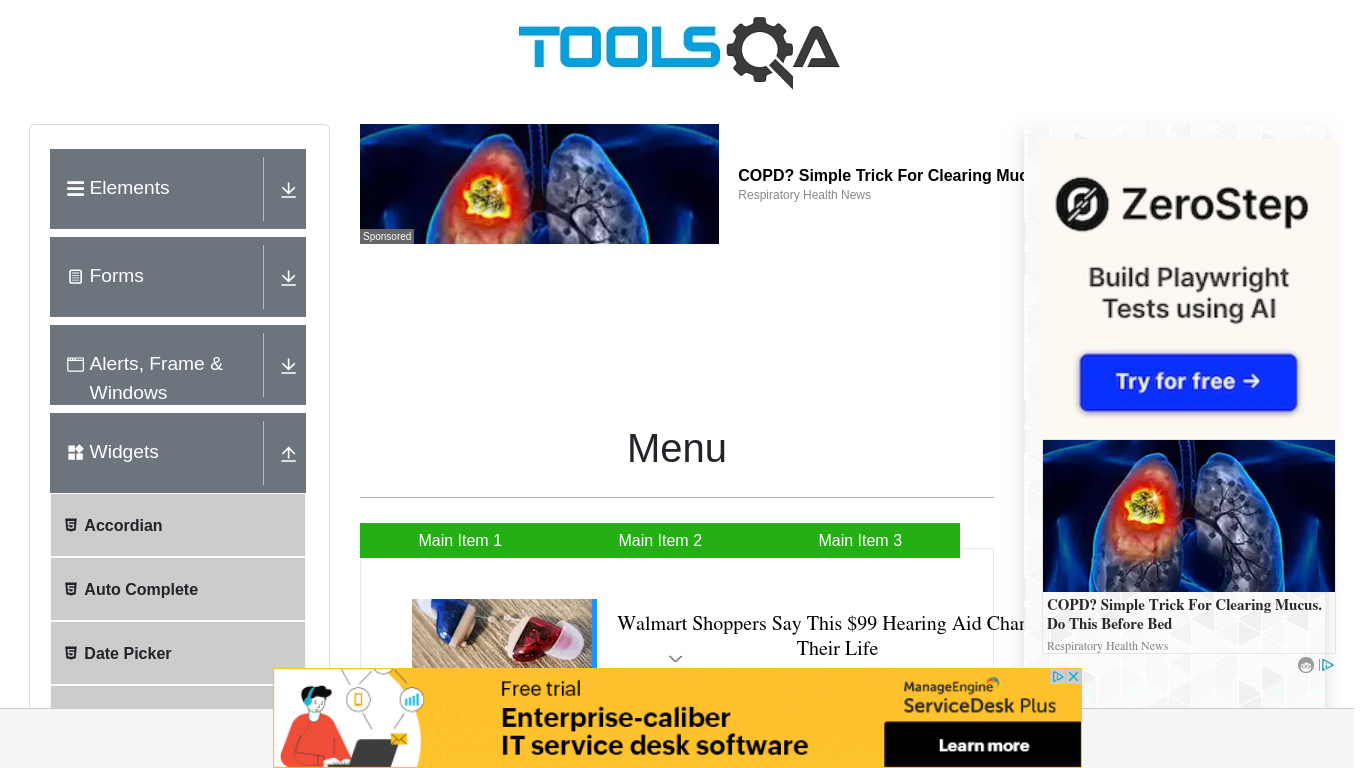 TOOLSQA
Elements
Forms
Alerts, Frame &
Windows
Widgets
Accordian
Auto Complete
Date Picker
Sponsored
COPD? Simple Trick For Clearing Muc
Respiratory Health News
Menu
Main Item 1
Main Item 2
Main Item 3
Walmart Shoppers Say This $99 Hearing Aid Chan
Their Life
ZeroStep
Build Playwright
Tests using AI
Try for free →
COPD? Simple Trick For Clearing Mucus.
Do This Before Bed
Respiratory Health News
Free trial
Enterprise-caliber
IT service desk software
ManageEngine
ServiceDesk Plus
Learn more